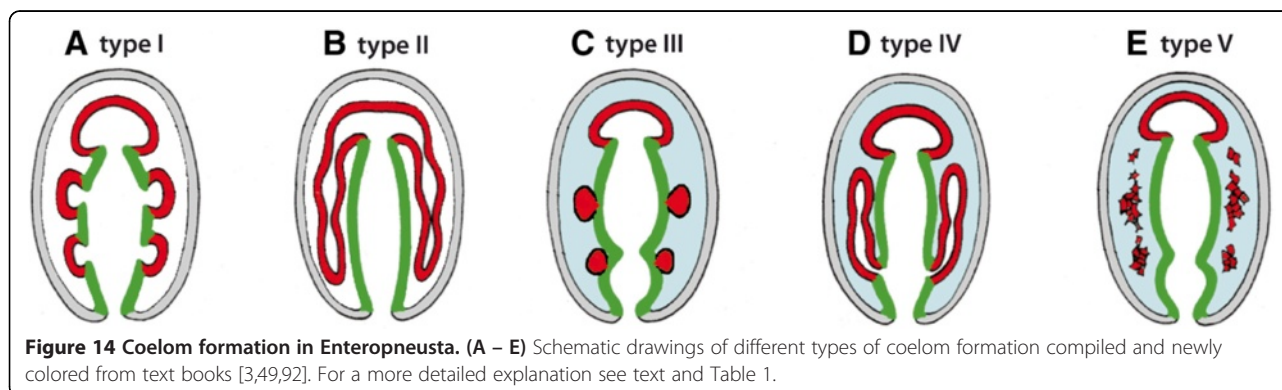 A type I B type II C type III D type IV E type V
Figure 14 Coelom formation in Enteropneusta. (A – E) Schematic drawings of different types of coelom formation compiled and newly
colored from text books [3,49,92]. For a more detailed explanation see text and Table 1.